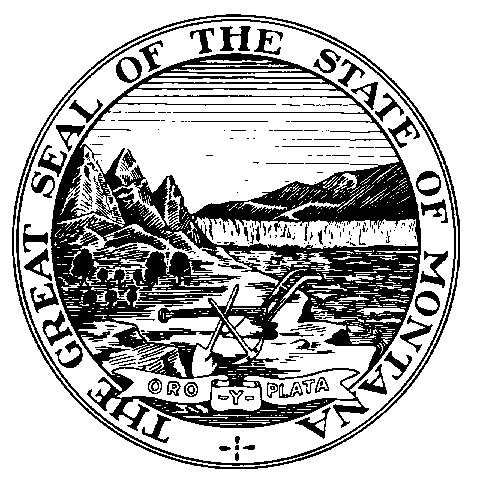 THE GREAT SEAL OF THE STATE OF MONTANA
ORO -Y- PLATA